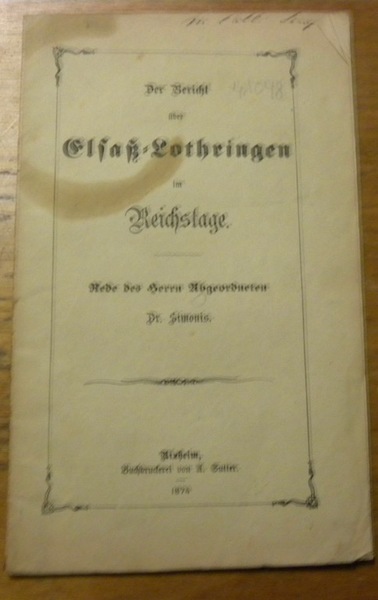 Der Bericht
über
Elsaß-Lothringen
im
Reichstage.
Rede des Herrn Abgeordneten
Dr. Simonis.
Rixheim,
Buchdruckerei von A. Sutter.